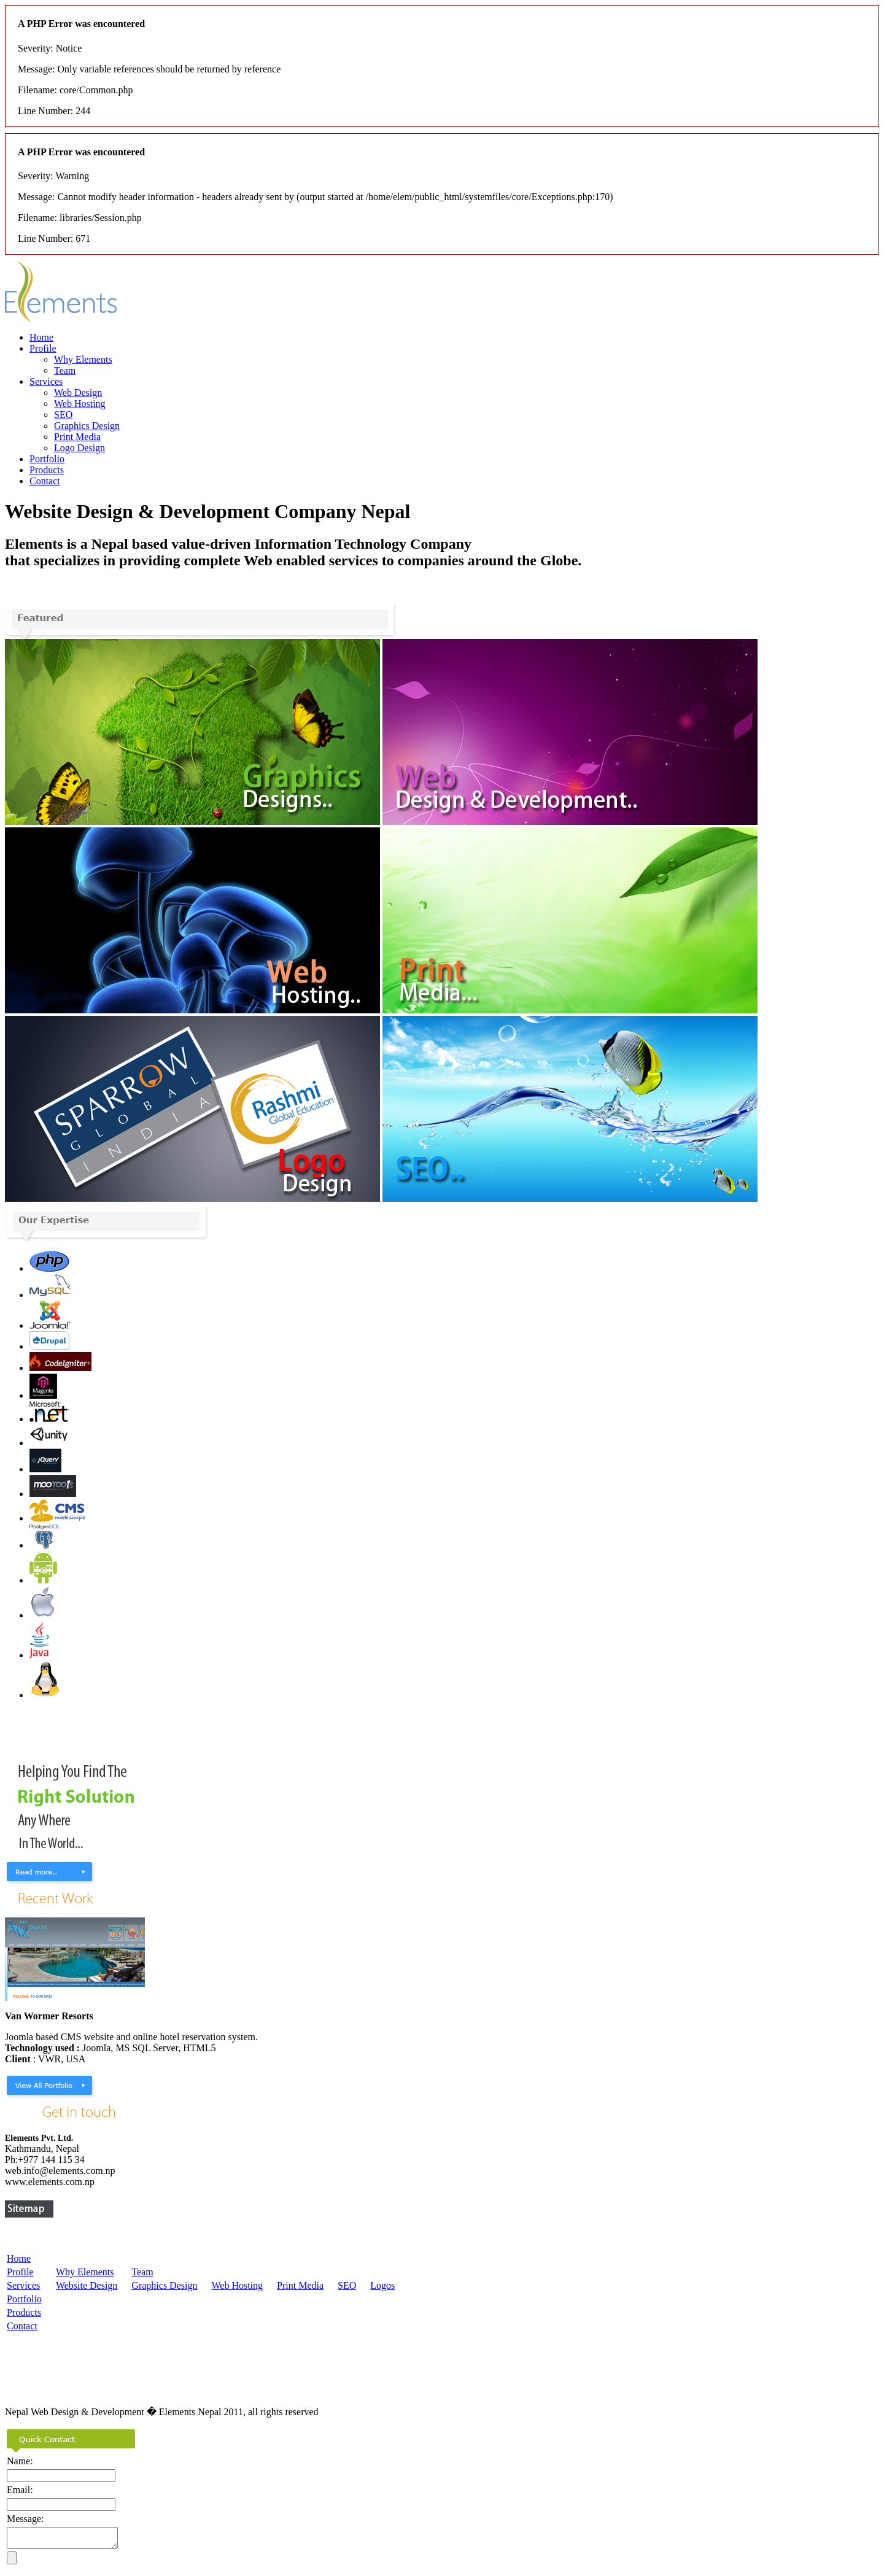 A PHP Error was encountered
Severity: Notice
Message: Only variable references should be returned by reference
Filename: core/Common.php
Line Number: 244
A PHP Error was encountered
Severity: Warning
Message: Cannot modify header information - headers already sent by (output started at /home/elem/public_html/systemfiles/core/Exceptions.php:170)
Filename: libraries/Session.php
Line Number: 671
Elements
Home
Profile
Why Elements
Team
Services
Web Design
Web Hosting
SEO
Graphics Design
Print Media
Logo Design
Portfolio
Products
Contact
Website Design & Development Company Nepal
Elements is a Nepal based value-driven Information Technology Company
that specializes in providing complete Web enabled services to companies around the Globe.
Featured
Graphics
Designs..
Web
Design & Development..
Web
Hosting..
Print
Media...
SPARROW
GLOBAL
INDIA
Rashmi
Global Education
Logo
Design
SEO..
Our Expertise
php
MySQL
Joomla!
Drupal
CodeIgniter
Magento
Microsoft
.net
unity
jQuery
mootools
CMS
made simple
PostgreSQL
Java
Helping You Find The
Right Solution
Any Where
In The World...
Read more..
Recent Work
WELCOME TO OUR SITE!
Van Wormer Resorts
Joomla based CMS website and online hotel reservation system.
Technology used : Joomla, MS SQL Server, HTML5
Client : VWR, USA
View All Portfolio
Get in touch
Elements Pvt. Ltd.
Kathmandu, Nepal
Ph:+977 144 115 34
web.info@elements.com.np
www.elements.com.np
Sitemap
Home
Profile Why Elements Team
Services Website Design Graphics Design Web Hosting Print Media SEO Logos
Portfolio
Products
Contact
Nepal Web Design & Development � Elements Nepal 2011, all rights reserved
Quick Contact
Name:
Email:
Message: